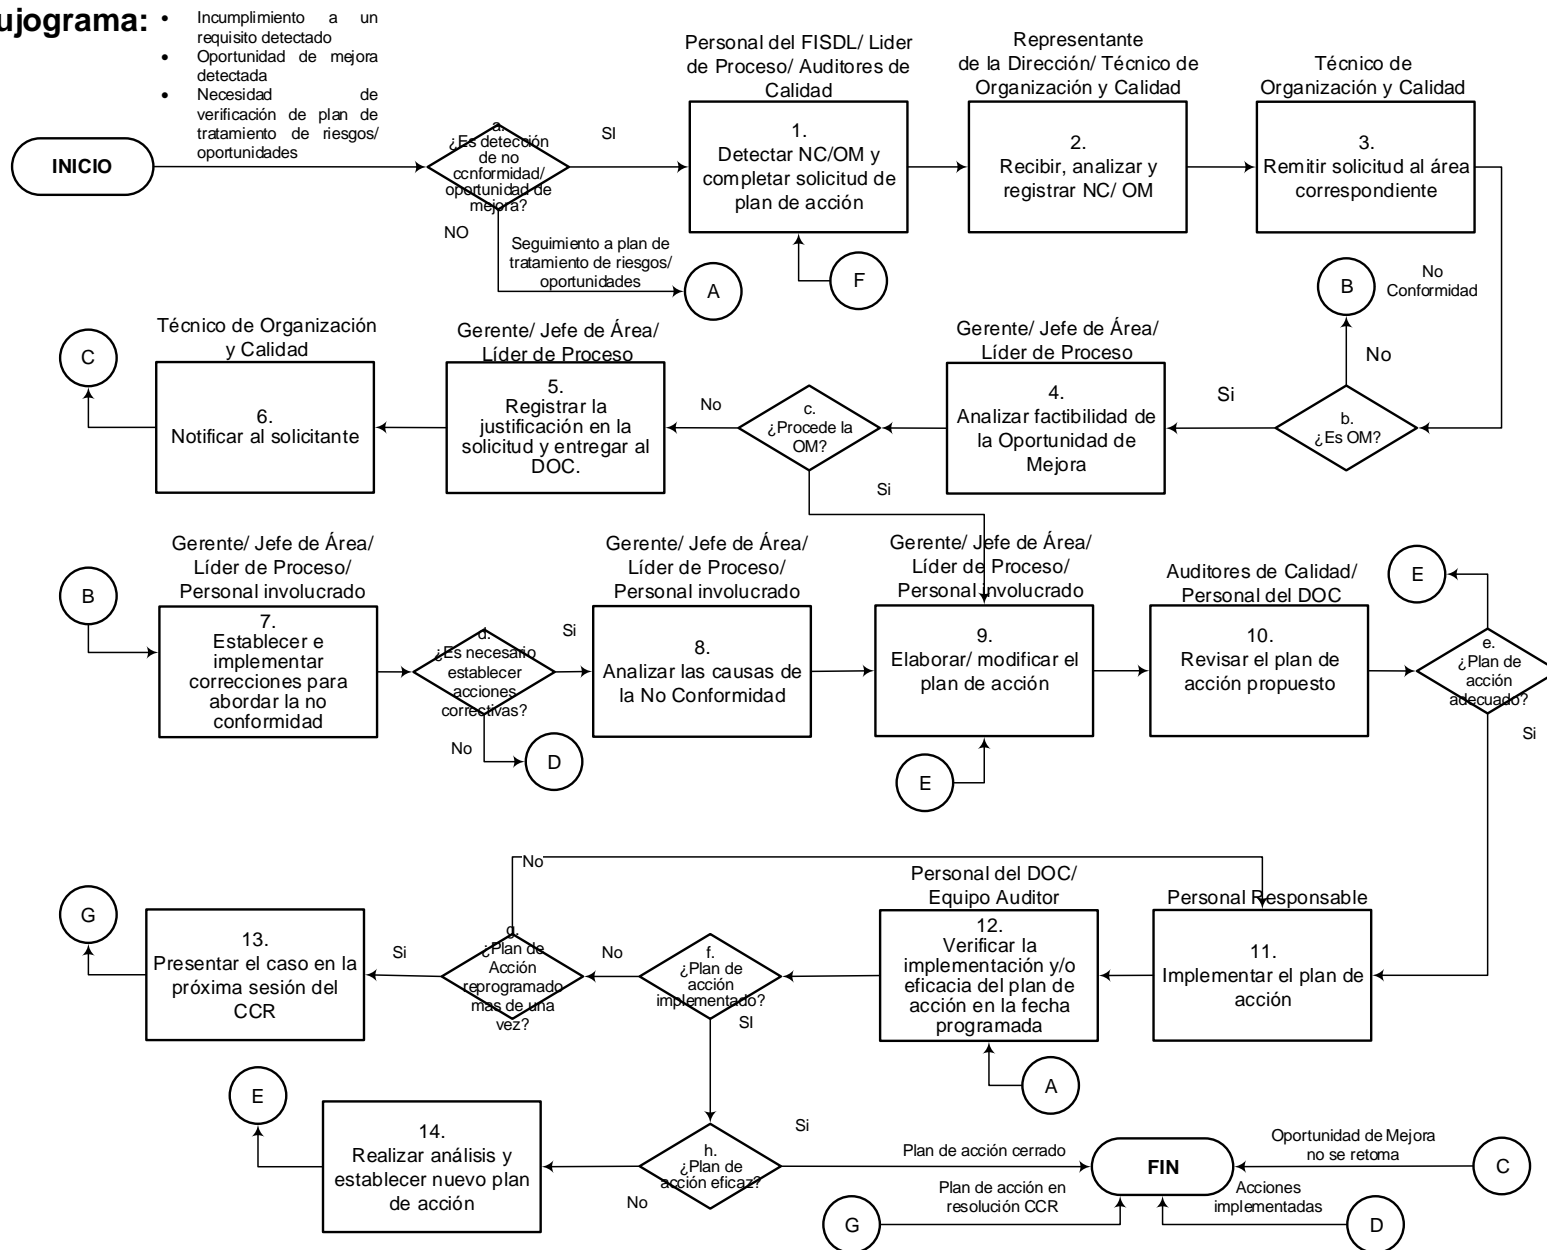 ujograma:
• Incumplimiento a un
requisito detectado
• Oportunidad de mejora
detectada
• Necesidad de
verificación de plan de
tratamiento de riesgos/
oportunidades
INICIO
a.
¿Es detección
de no
ccnformidad/
oportunidad de
mejora?
SI
NO
Seguimiento a plan de
tratamiento de riesgos/
oportunidades
A
Personal del FISDL/ Lider
de Proceso/ Auditores de
Calidad
1.
Detectar NC/OM y
completar solicitud de
plan de acción
F
Representante
de la Dirección/ Técnico de
Organización y Calidad
2.
Recibir, analizar y
registrar NC/ OM
Técnico de
Organización y Calidad
3.
Remitir solicitud al área
correspondiente
No
Conformidad
B
No
b.
¿Es OM?
Si
Gerente/ Jefe de Área/
Líder de Proceso
4.
Analizar factibilidad de
la Oportunidad de
Mejora
c.
¿Procede la
OM?
No
Si
Gerente/ Jefe de Área/
Líder de Proceso
5.
Registrar la
justificación en la
solicitud y entregar al
DOC.
Técnico de Organización
y Calidad
6.
Notificar al solicitante
C
B
Gerente/ Jefe de Área/
Líder de Proceso/
Personal involucrado
7.
Establecer e
implementar
correcciones para
abordar la no
conformidad
d.
¿Es necesario
establecer
acciones
correctivas?
Si
No
D
Gerente/ Jefe de Área/
Líder de Proceso/
Personal involucrado
8.
Analizar las causas de
la No Conformidad
Gerente/ Jefe de Área/
Líder de Proceso/
Personal involucrado
9.
Elaborar/ modificar el
plan de acción
E
Auditores de Calidad/
Personal del DOC
10.
Revisar el plan de
acción propuesto
E
e.
¿Plan de
acción
adecuado?
Si
No
Personal Responsable
11.
Implementar el plan de
acción
Personal del DOC/
Equipo Auditor
12.
Verificar la
implementación y/o
eficacia del plan de
acción en la fecha
programada
A
f.
¿Plan de
acción
implementado?
No
SI
g.
¿Plan de
Acción
reprogramado
mas de una
vez?
Si
13.
Presentar el caso en la
próxima sesión del
CCR
G
E
14.
Realizar análisis y
establecer nuevo plan
de acción
No
h.
¿Plan de
acción eficaz?
Si
Plan de acción cerrado
FIN
Oportunidad de Mejora
no se retoma
C
Plan de acción en
resolución CCR
G
Acciones
implementadas
D